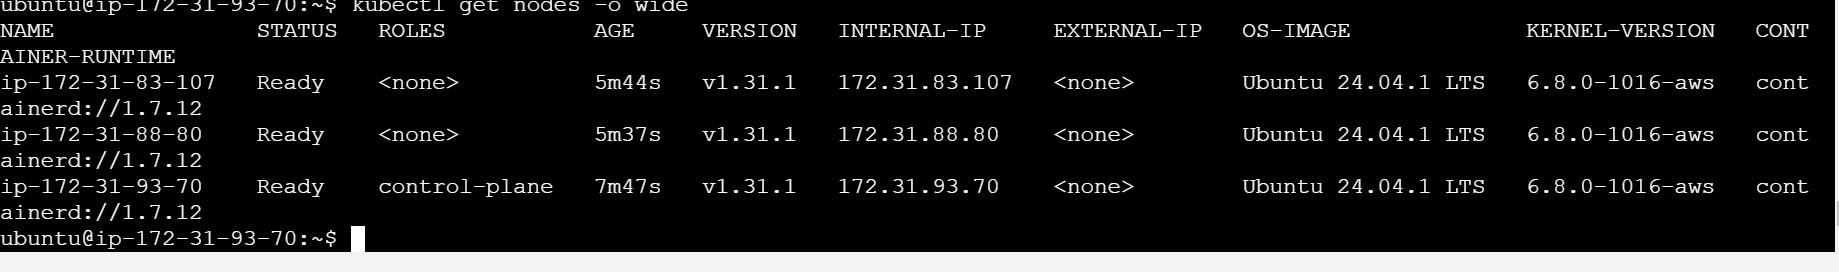 ubuntu@ip-172-31-93-70:~$ kubectl get nodes -o wide
NAME               STATUS   ROLES           AGE     VERSION   INTERNAL-IP     EXTERNAL-IP   OS-IMAGE             KERNEL-VERSION   CONT
AINER-RUNTIME
ip-172-31-83-107   Ready    <none>          5m44s   v1.31.1   172.31.83.107   <none>        Ubuntu 24.04.1 LTS   6.8.0-1016-aws   cont
ainerd://1.7.12
ip-172-31-88-80    Ready    <none>          5m37s   v1.31.1   172.31.88.80    <none>        Ubuntu 24.04.1 LTS   6.8.0-1016-aws   cont
ainerd://1.7.12
ip-172-31-93-70    Ready    control-plane   7m47s   v1.31.1   172.31.93.70    <none>        Ubuntu 24.04.1 LTS   6.8.0-1016-aws   cont
ainerd://1.7.12
ubuntu@ip-172-31-93-70:~$